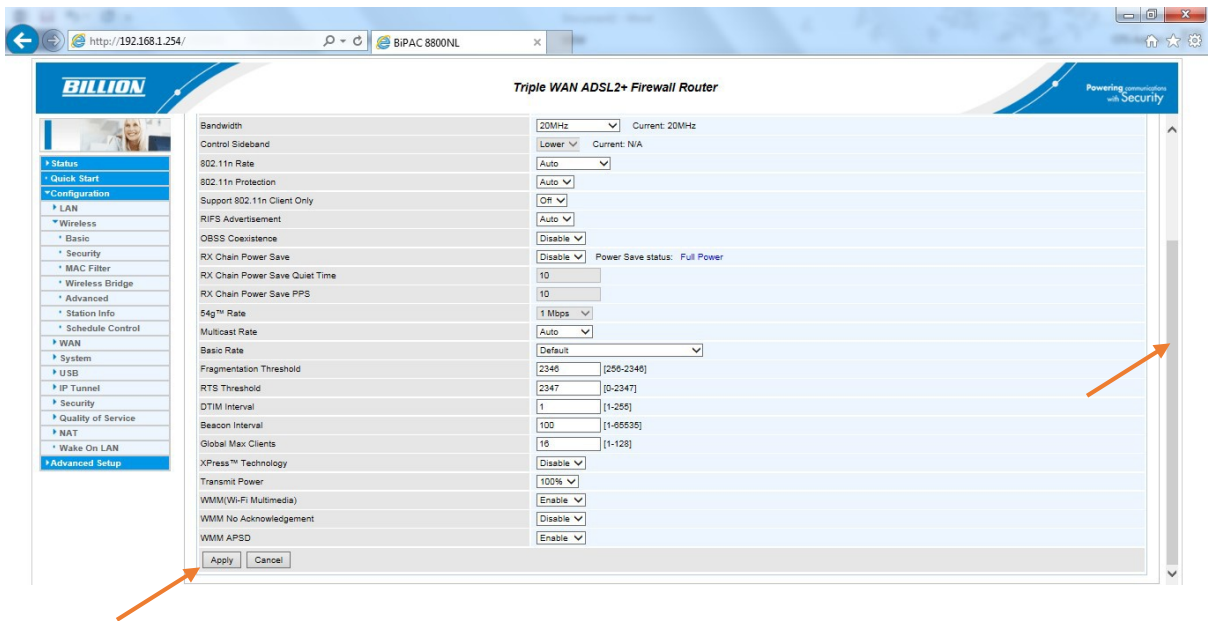 http://192.168.1.254/
BiPAC 8800NL
BILLION
Triple WAN ADSL2+ Firewall Router
Powering communications
with Security
Status
Quick Start
Configuration
LAN
Wireless
Basic
Security
MAC Filter
Wireless Bridge
Advanced
Station Info
Schedule Control
WAN
System
USB
IP Tunnel
Security
Quality of Service
NAT
Wake On LAN
Advanced Setup
Bandwidth 20MHz Current: 20MHz
Control Sideband Lower Current: N/A
802.11n Rate Auto
802.11n Protection Auto
Support 802.11n Client Only Off
RIFS Advertisement Auto
OBSS Coexistence Disable
RX Chain Power Save Disable Power Save status: Full Power
RX Chain Power Save Quiet Time 10
RX Chain Power Save PPS 10
54g™ Rate 1 Mbps
Multicast Rate Auto
Basic Rate Default
Fragmentation Threshold 2346 [256-2346]
RTS Threshold 2347 [0-2347]
DTIM Interval 1 [1-255]
Beacon Interval 100 [1-65535]
Global Max Clients 16 [1-128]
XPress™ Technology Disable
Transmit Power 100%
WMM(Wi-Fi Multimedia) Enable
WMM No Acknowledgement Disable
WMM APSD Enable
Apply Cancel